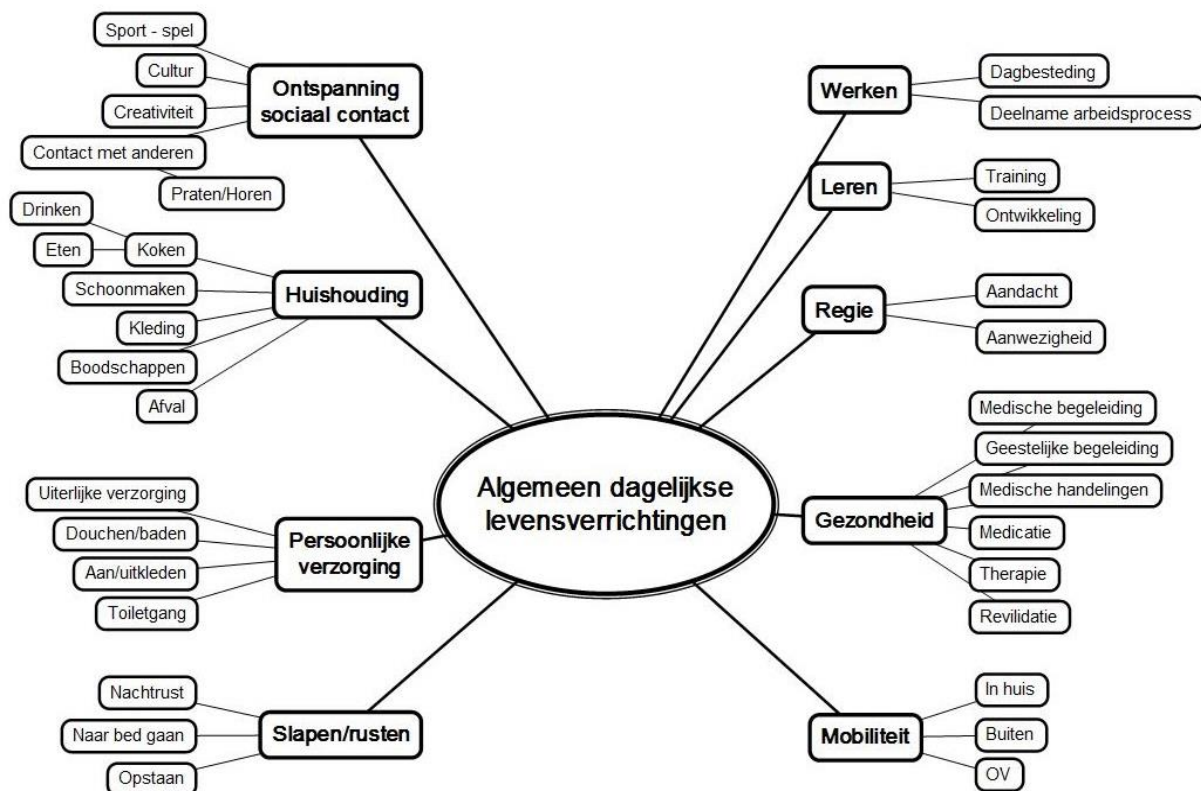 Sport - spel
Cultur
Creativiteit
Contact met anderen
Praten/Horen
Ontspanning
sociaal contact
Drinken
Eten
Koken
Schoonmaken
Kleding
Boodschappen
Afval
Huishouding
Uiterlijke verzorging
Douchen/baden
Aan/uitkleden
Toiletgang
Persoonlijke
verzorging
Nachtrust
Naar bed gaan
Opstaan
Slapen/rusten
Algemeen dagelijkse
levensverrichtingen
Werken
Dagbesteding
Deelname arbeidsprocess
Leren
Training
Ontwikkeling
Regie
Aandacht
Aanwezigheid
Gezondheid
Medische begeleiding
Geestelijke begeleiding
Medische handelingen
Medicatie
Therapie
Revilidatie
Mobiliteit
In huis
Buiten
OV